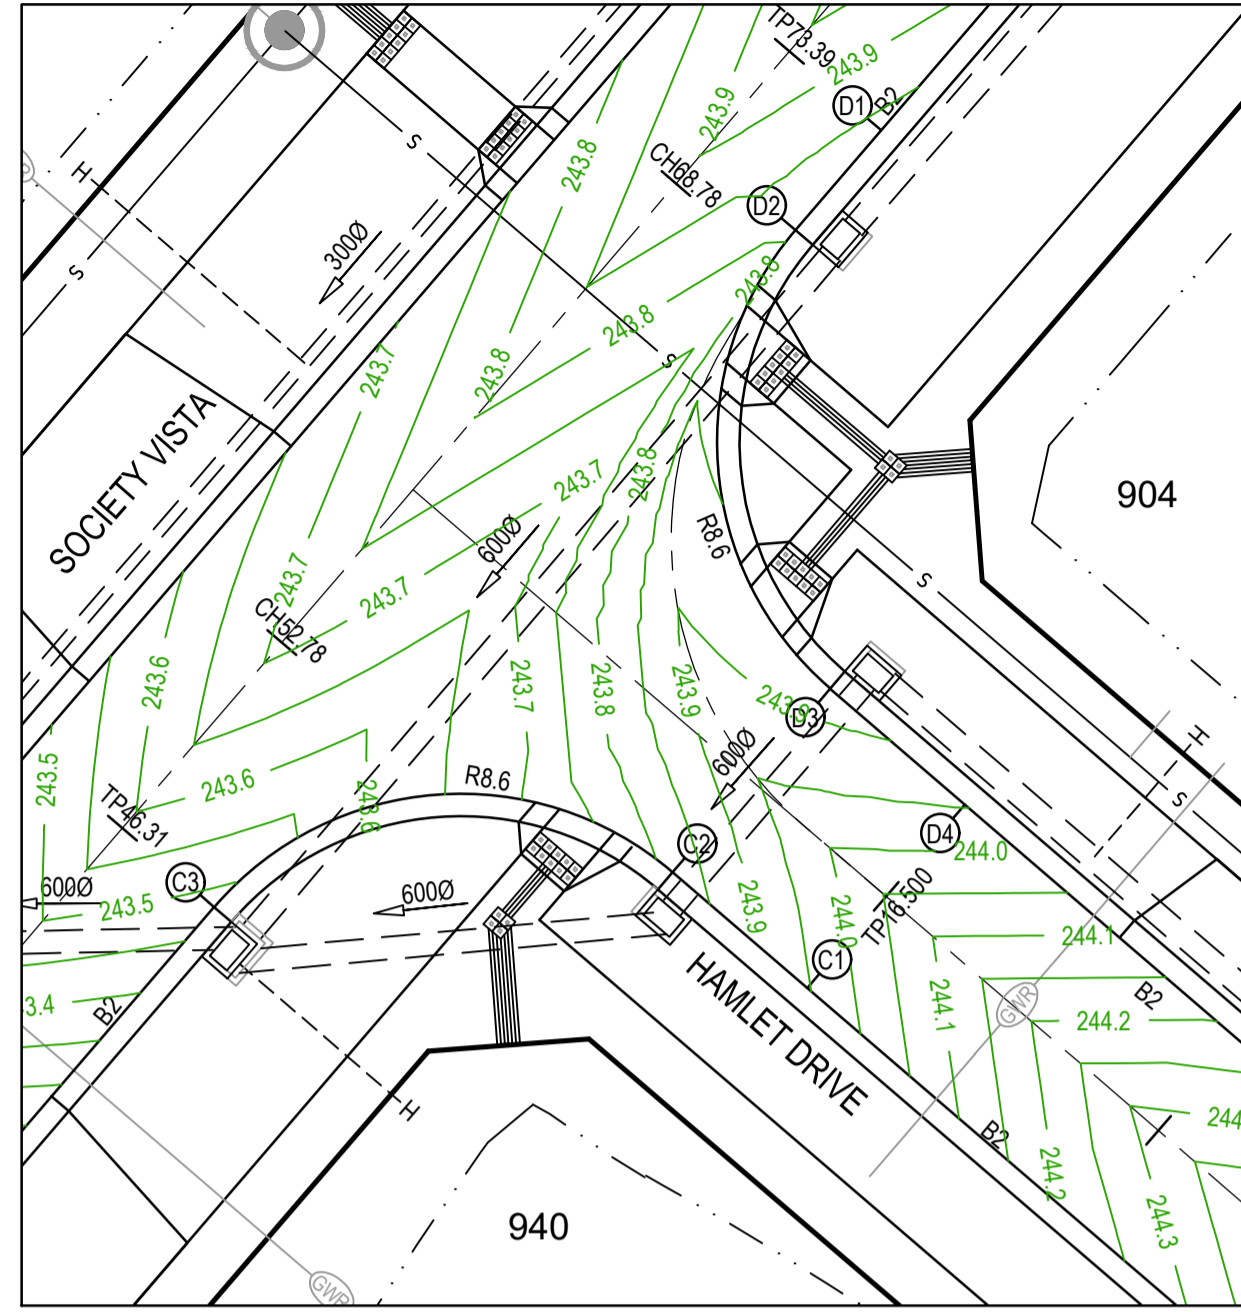 TP73.39
243.9
D1
B2
243.9
243.8
CH68.78
D2
S
H
S
300Ø
243.8
243.8
243.7
243.8
S
SOCIETY VISTA
243.7
243.8
R8.6
904
600Ø
243.7
243.7
CH52.78
S
243.6
243.7
243.8
243.9
243.9
D3
H
243.5
243.6
TP46.31
R8.6
243.6
600Ø
S
C2
D4
244.0
600Ø
C3
600Ø
243.5
243.9
244.0
TP16.500
244.1
C1
HAMLET DRIVE
244.1
GWR
B2
244.2
3.4
B2
H
B2
244
244.2
244.3
940
GWR